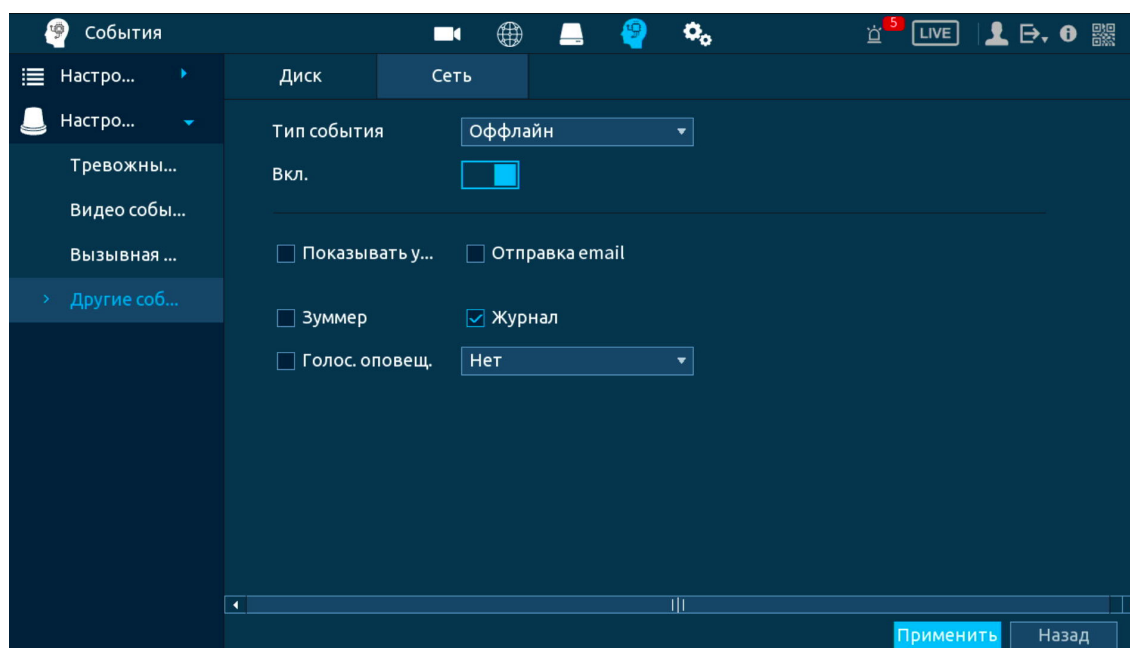 События
5
LIVE
Настро...
Диск
Сеть
Настро...
Тип события
Оффлайн
Тревожны...
Вкл.
Видео собы...
Вызывная ...
Показывать у...
Отправка email
Другие соб...
Зуммер
Журнал
Голос. оповещ.
Нет
Применить
Назад